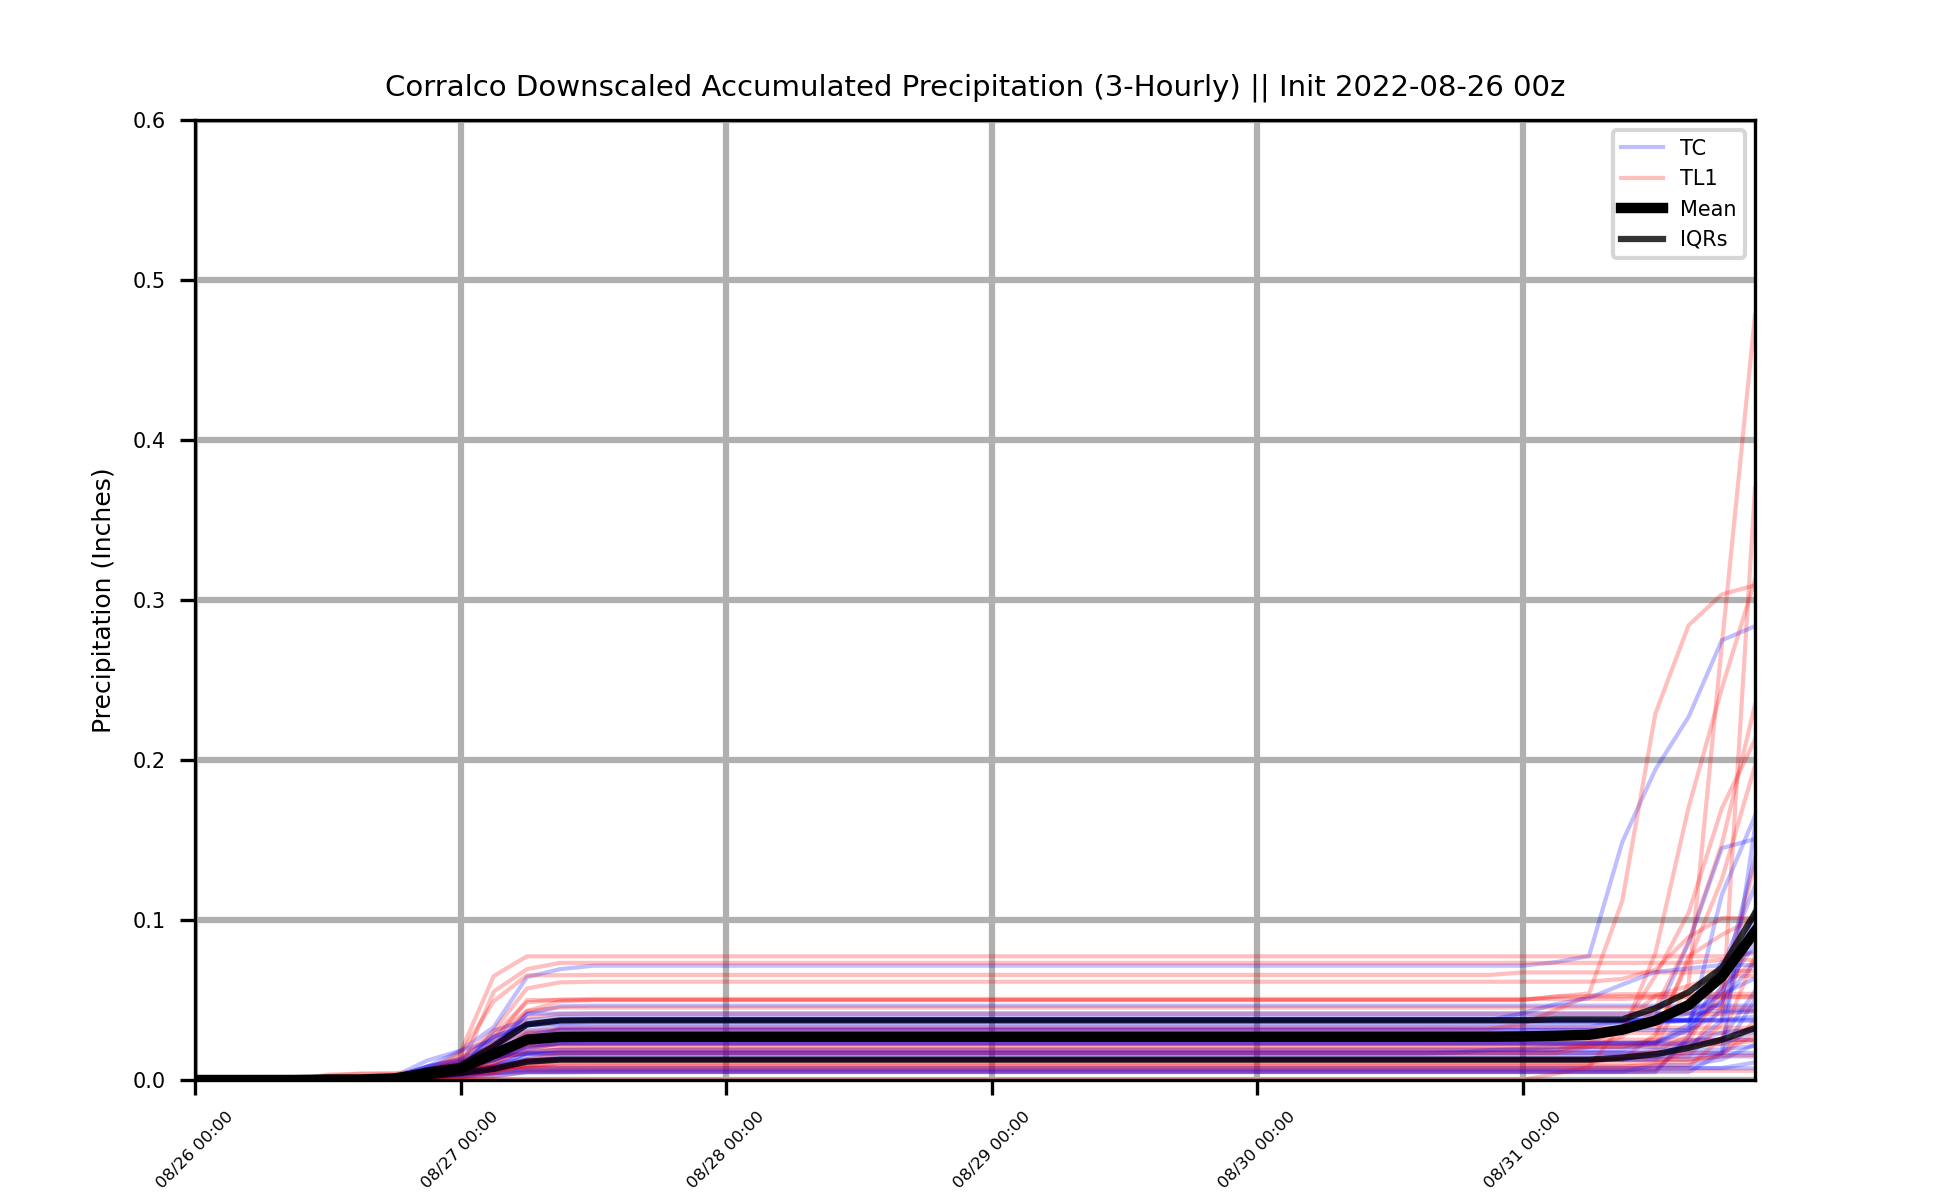 Corralco Downscaled Accumulated Precipitation (3-Hourly) || Init 2022-08-26 00z
TC
TL1
Mean
IQRs
Precipitation (Inches)
0.6
0.5
0.4
0.3
0.2
0.1
0.0
08/26 00:00
08/27 00:00
08/28 00:00
08/29 00:00
08/30 00:00
08/31 00:00